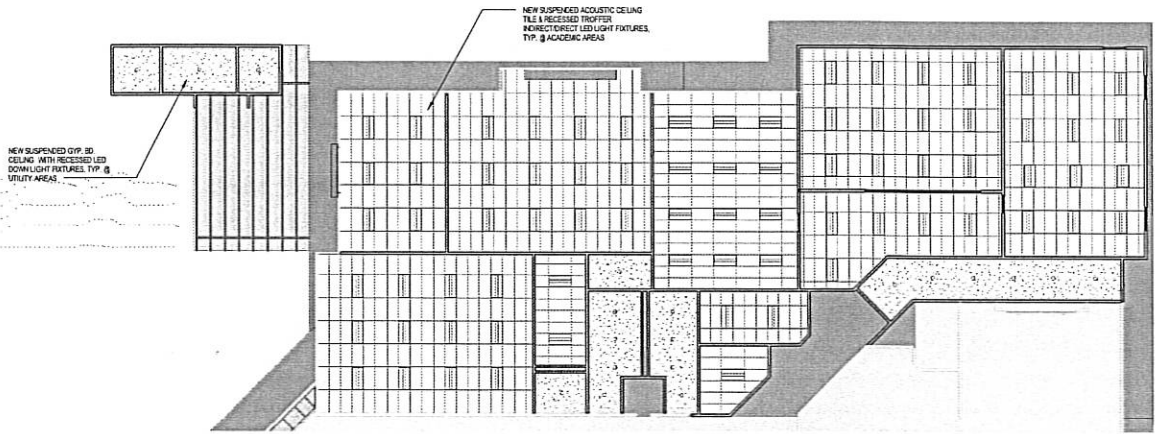 NEW SUSPENDED ACOUSTIC CEILING
TILE & RECESSED TROFFER
INDIRECT/DIRECT LED LIGHT FIXTURES,
TYP. @ ACADEMIC AREAS
NEW SUSPENDED GYP. BD.
CEILING WITH RECESSED LED
DOWN LIGHT FIXTURES, TYP. @
UTILITY AREAS